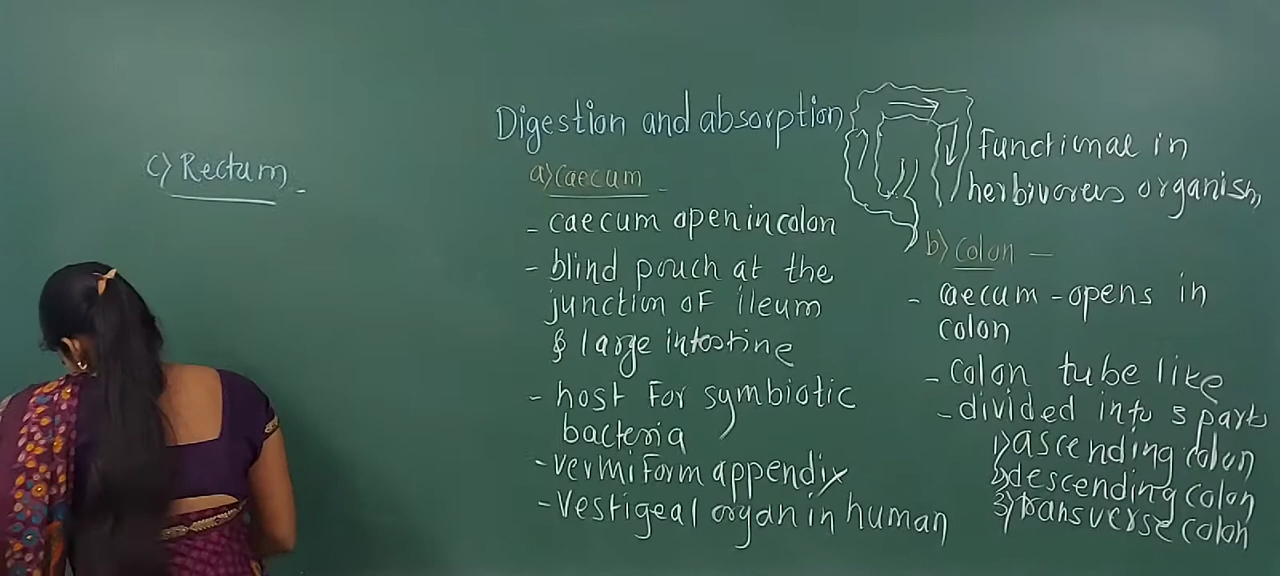 Digestion and absorption
a) Caecum -
- caecum open in colon
- blind pouch at the
junction of ileum
& large intestine
- host for symbiotic
bacteria
- vermiform appendix
- vestigeal organ in human
Functional in
herbivorous organism
b) colon -
- caecum - opens in
colon
- colon tube like
- divided into 3 parts
1) ascending colon
2) descending colon
3) transverse colon
c) Rectum -